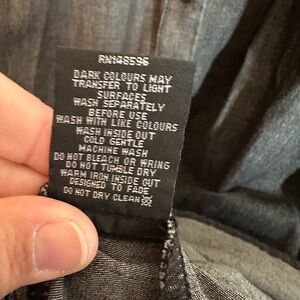 RN148596
DARK COLOURS MAY
TRANSFER TO LIGHT
SURFACES
WASH SEPARATELY
BEFORE USE
WASH WITH LIKE COLOURS
WASH INSIDE OUT
COLD GENTLE
MACHINE WASH
DO NOT BLEACH OR WRING
DO NOT TUMBLE DRY
WARM IRON INSIDE OUT
DESIGNED TO FADE
DO NOT DRY CLEAN